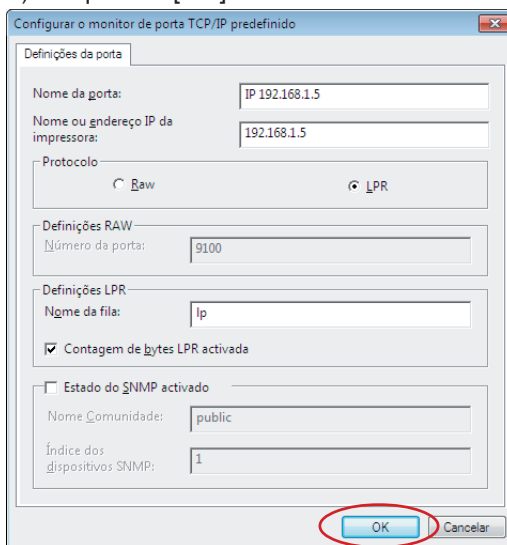 Configurar o monitor de porta TCP/IP predefinido
Definições da porta
Nome da porta: IP 192.168.1.5
Nome ou endereço IP da
impressora: 192.168.1.5
Protocolo
Raw LPR
Definições RAW
Número da porta: 9100
Definições LPR
Nome da fila: lp
Contagem de bytes LPR activada
Estado do SNMP activado
Nome Comunidade: public
Índice dos
dispositivos SNMP: 1
OK Cancelar